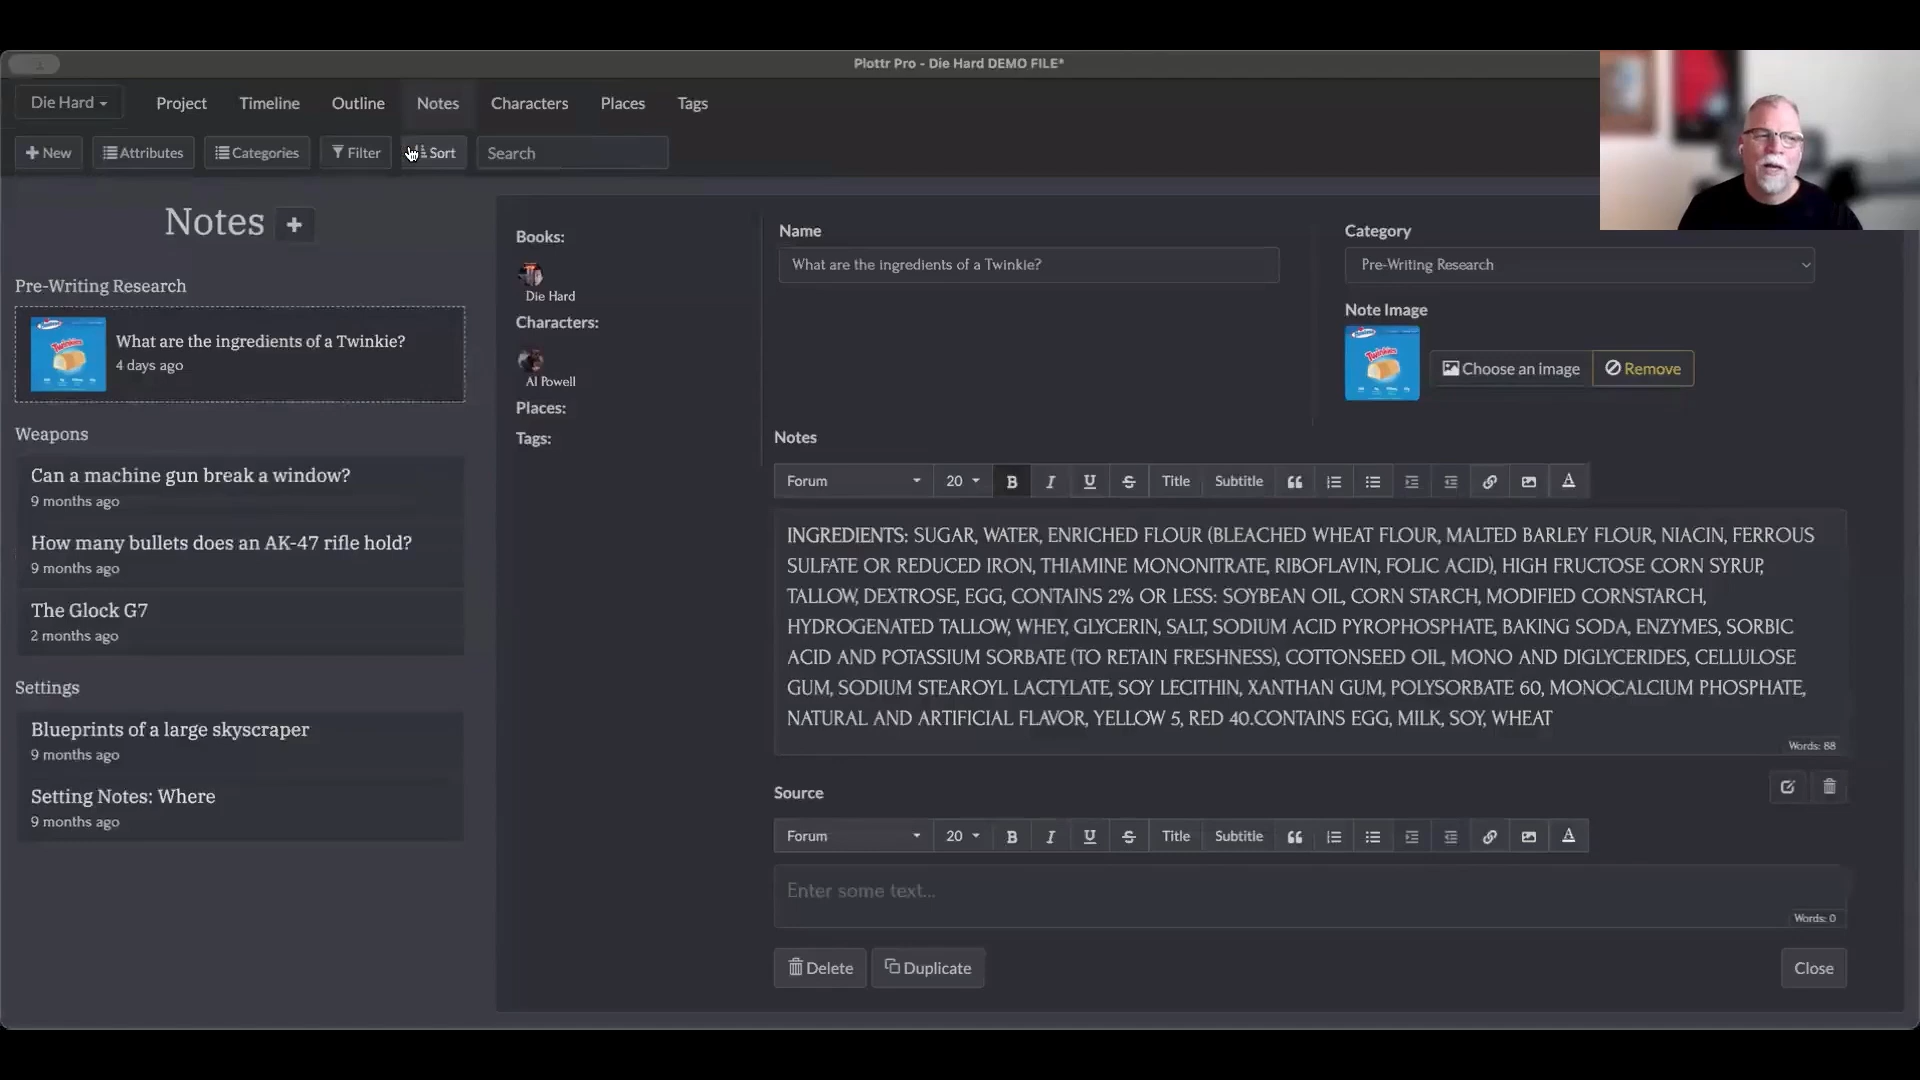 Plottr Pro - Die Hard DEMO FILE*
Die Hard
Project
Timeline
Outline
Notes
Characters
Places
Tags
New
Attributes
Categories
Filter
Sort
Search
Notes
Pre-Writing Research
What are the ingredients of a Twinkie?
4 days ago
Weapons
Can a machine gun break a window?
9 months ago
How many bullets does an AK-47 rifle hold?
9 months ago
The Glock G7
2 months ago
Settings
Blueprints of a large skyscraper
9 months ago
Setting Notes: Where
9 months ago
Books:
Die Hard
Characters:
Al Powell
Places:
Tags:
Name
What are the ingredients of a Twinkie?
Category
Pre-Writing Research
Note Image
Twinkies
Choose an image
Remove
Notes
Forum
20
B
I
U
S
Title
Subtitle
A
INGREDIENTS: SUGAR, WATER, ENRICHED FLOUR (BLEACHED WHEAT FLOUR, MALTED BARLEY FLOUR, NIACIN, FERROUS
SULFATE OR REDUCED IRON, THIAMINE MONONITRATE, RIBOFLAVIN, FOLIC ACID), HIGH FRUCTOSE CORN SYRUP,
TALLOW, DEXTROSE, EGG, CONTAINS 2% OR LESS: SOYBEAN OIL, CORN STARCH, MODIFIED CORNSTARCH,
HYDROGENATED TALLOW, WHEY, GLYCERIN, SALT, SODIUM ACID PYROPHOSPHATE, BAKING SODA, ENZYMES, SORBIC
ACID AND POTASSIUM SORBATE (TO RETAIN FRESHNESS), COTTONSEED OIL, MONO AND DIGLYCERIDES, CELLULOSE
GUM, SODIUM STEAROYL LACTYLATE, SOY LECITHIN, XANTHAN GUM, POLYSORBATE 60, MONOCALCIUM PHOSPHATE,
NATURAL AND ARTIFICIAL FLAVOR, YELLOW 5, RED 40.CONTAINS EGG, MILK, SOY, WHEAT
Words: 88
Source
Forum
20
B
I
U
S
Title
Subtitle
A
Enter some text...
Words: 0
Delete
Duplicate
Close